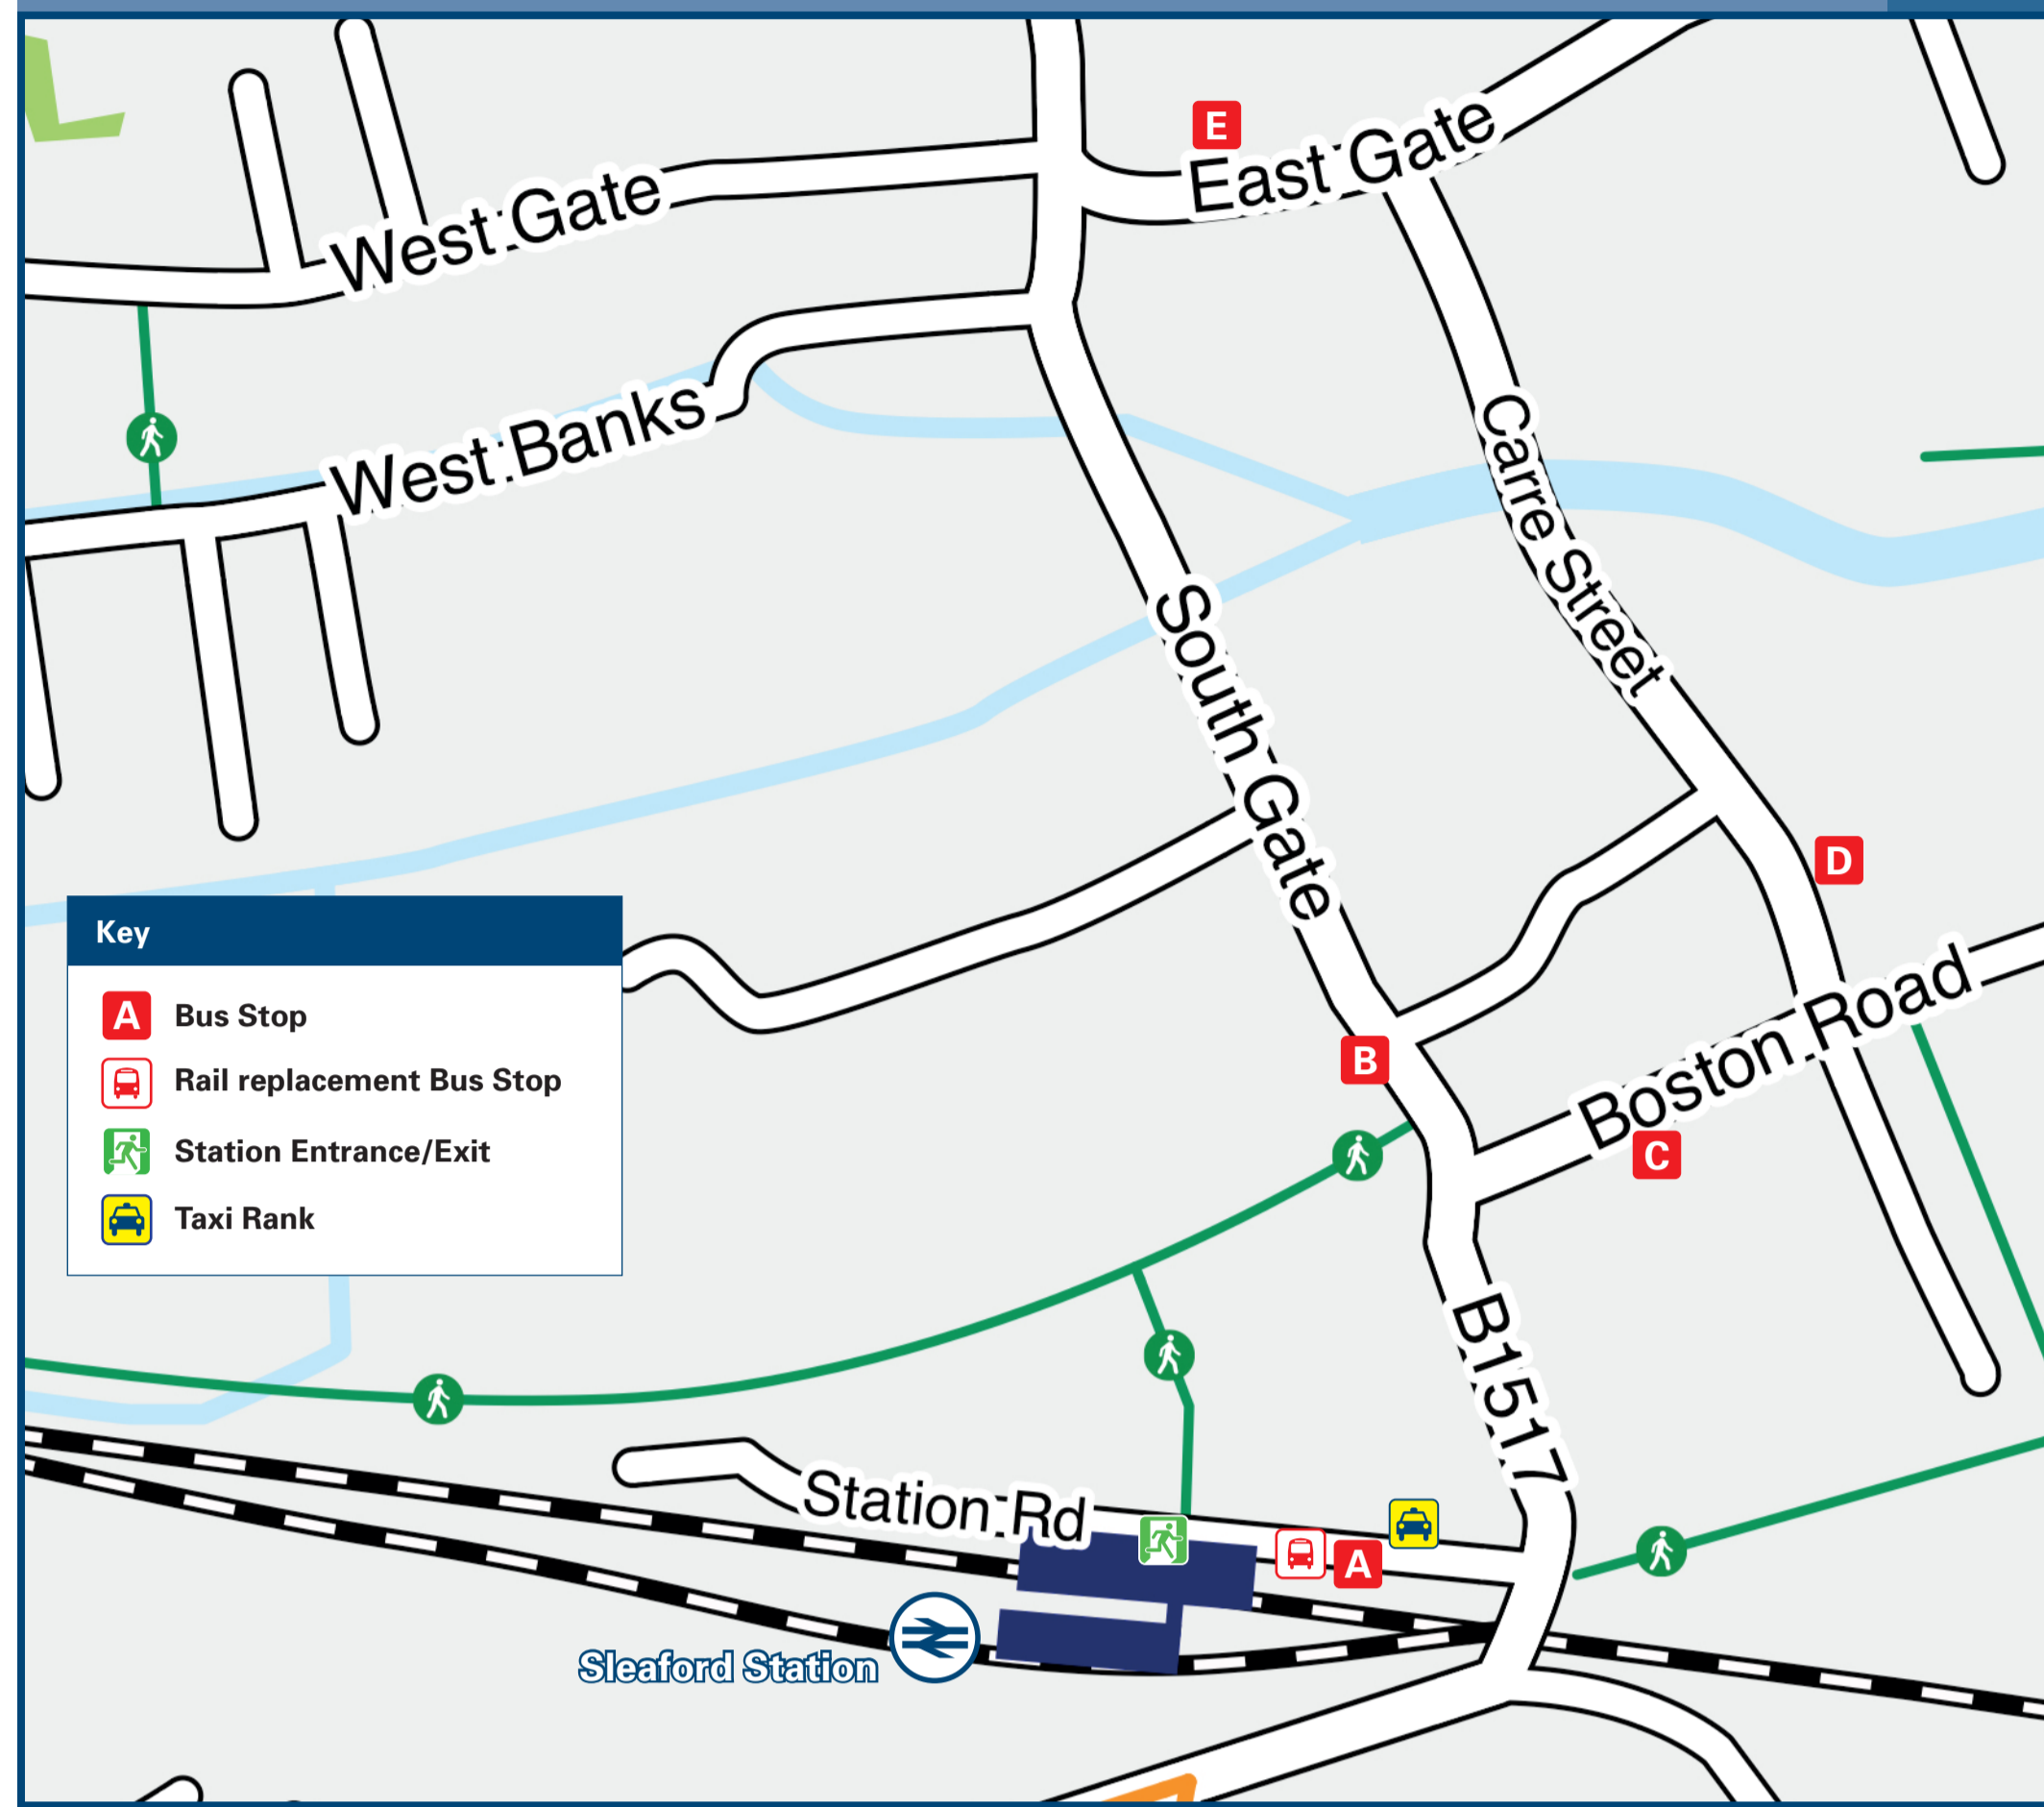 E
East Gate
West Gate
West Banks
Carre Street
South Gate
D
Key
A Bus Stop
Rail replacement Bus Stop
Station Entrance/Exit
Taxi Rank
B
Boston Road
C
B1517
Station Rd
A
Sleaford Station